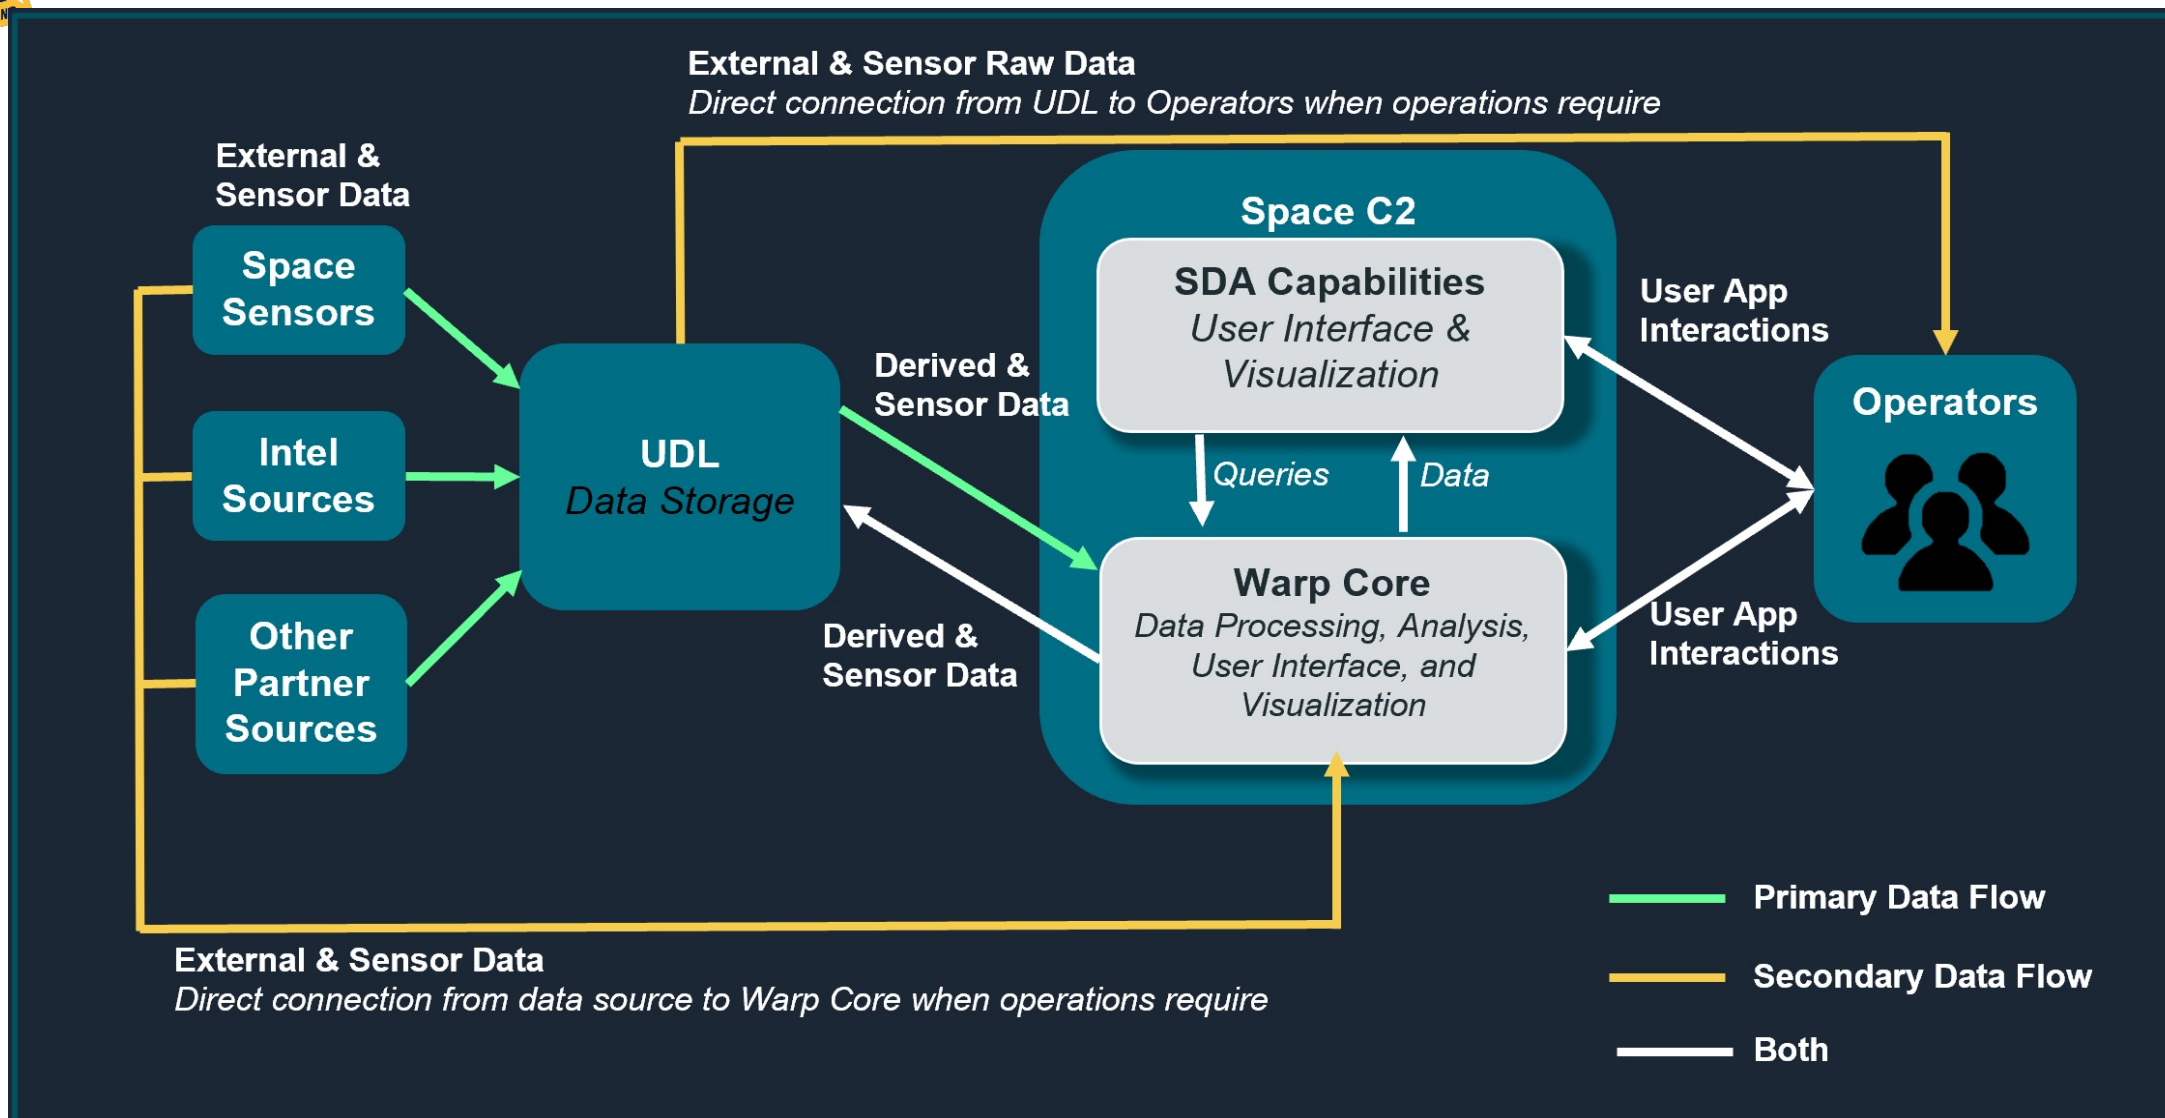 External & Sensor Raw Data
Direct connection from UDL to Operators when operations require
External &
Sensor Data
Space
Sensors
Intel
Sources
Other
Partner
Sources
UDL
Data Storage
Derived &
Sensor Data
Derived &
Sensor Data
Space C2
SDA Capabilities
User Interface &
Visualization
Queries
Data
Warp Core
Data Processing, Analysis,
User Interface, and
Visualization
User App
Interactions
Operators
User App
Interactions
External & Sensor Data
Direct connection from data source to Warp Core when operations require
Primary Data Flow
Secondary Data Flow
Both